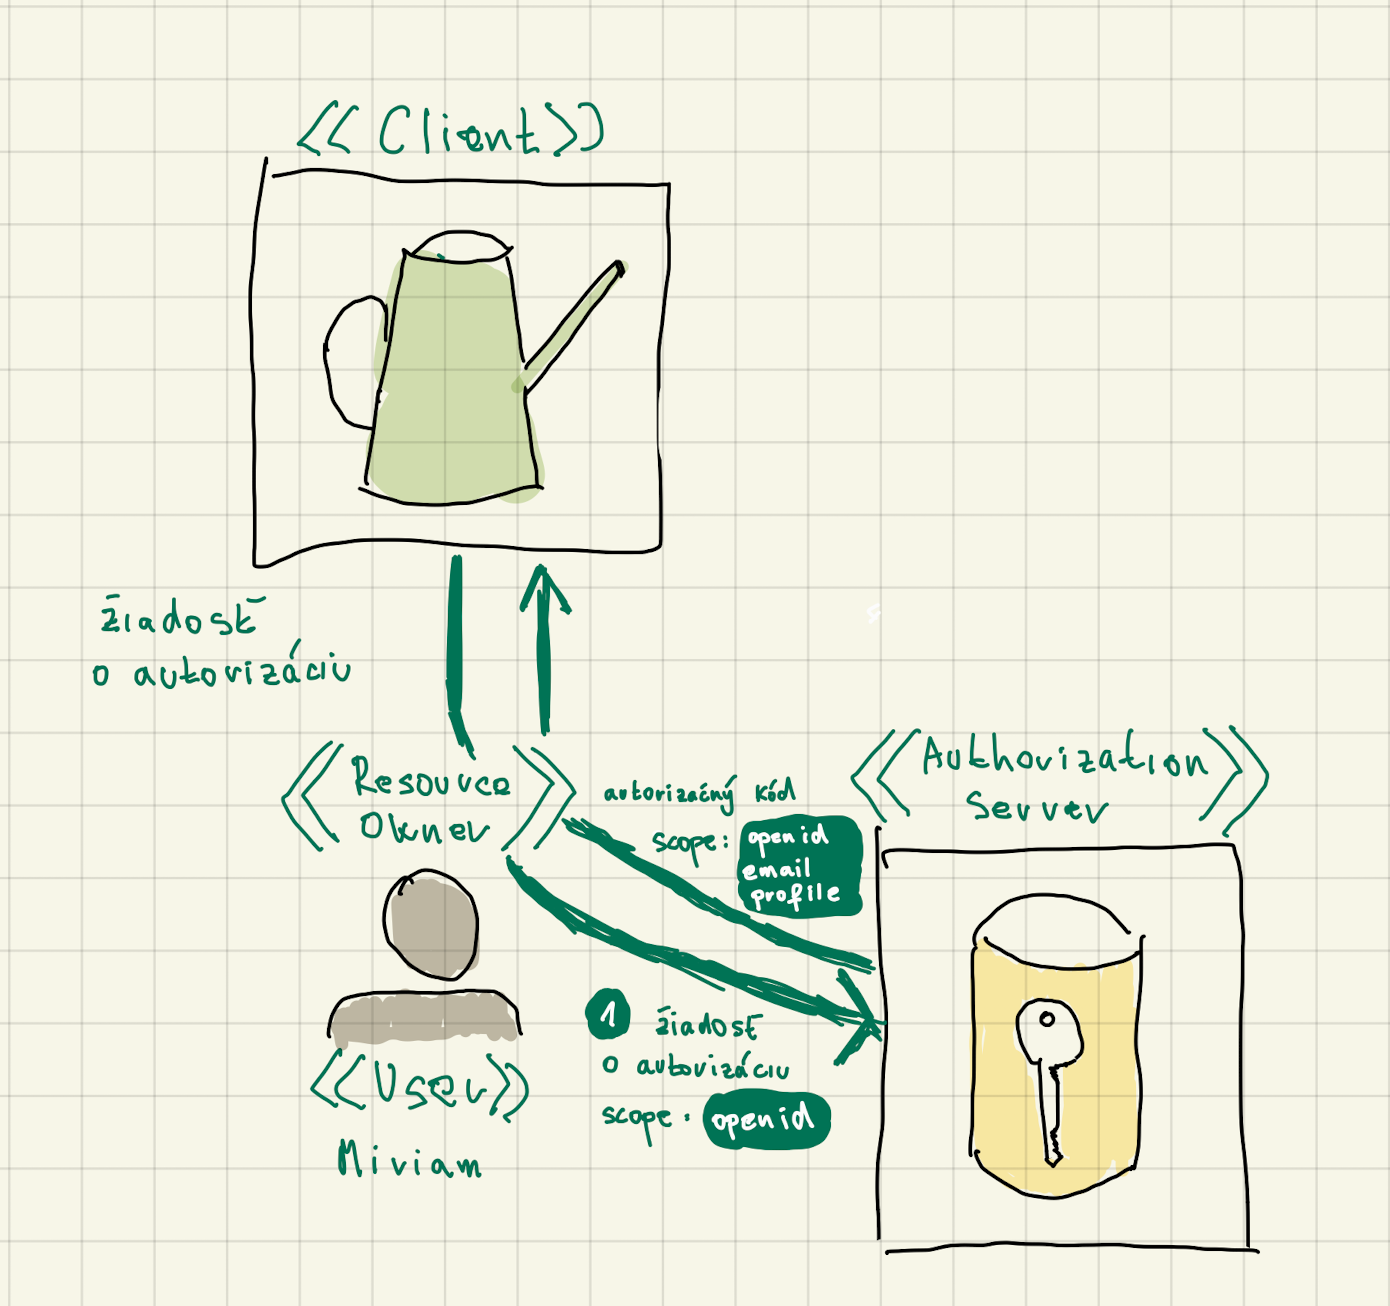 <<Client>>
žiadosť
o autorizáciu
<<Resource
Owner>>
autorizačný kód
scope: openid
email
profile
<<Authorization
Server>>
1 žiadosť
o autorizáciu
scope: openid
<<User>>
Miriam